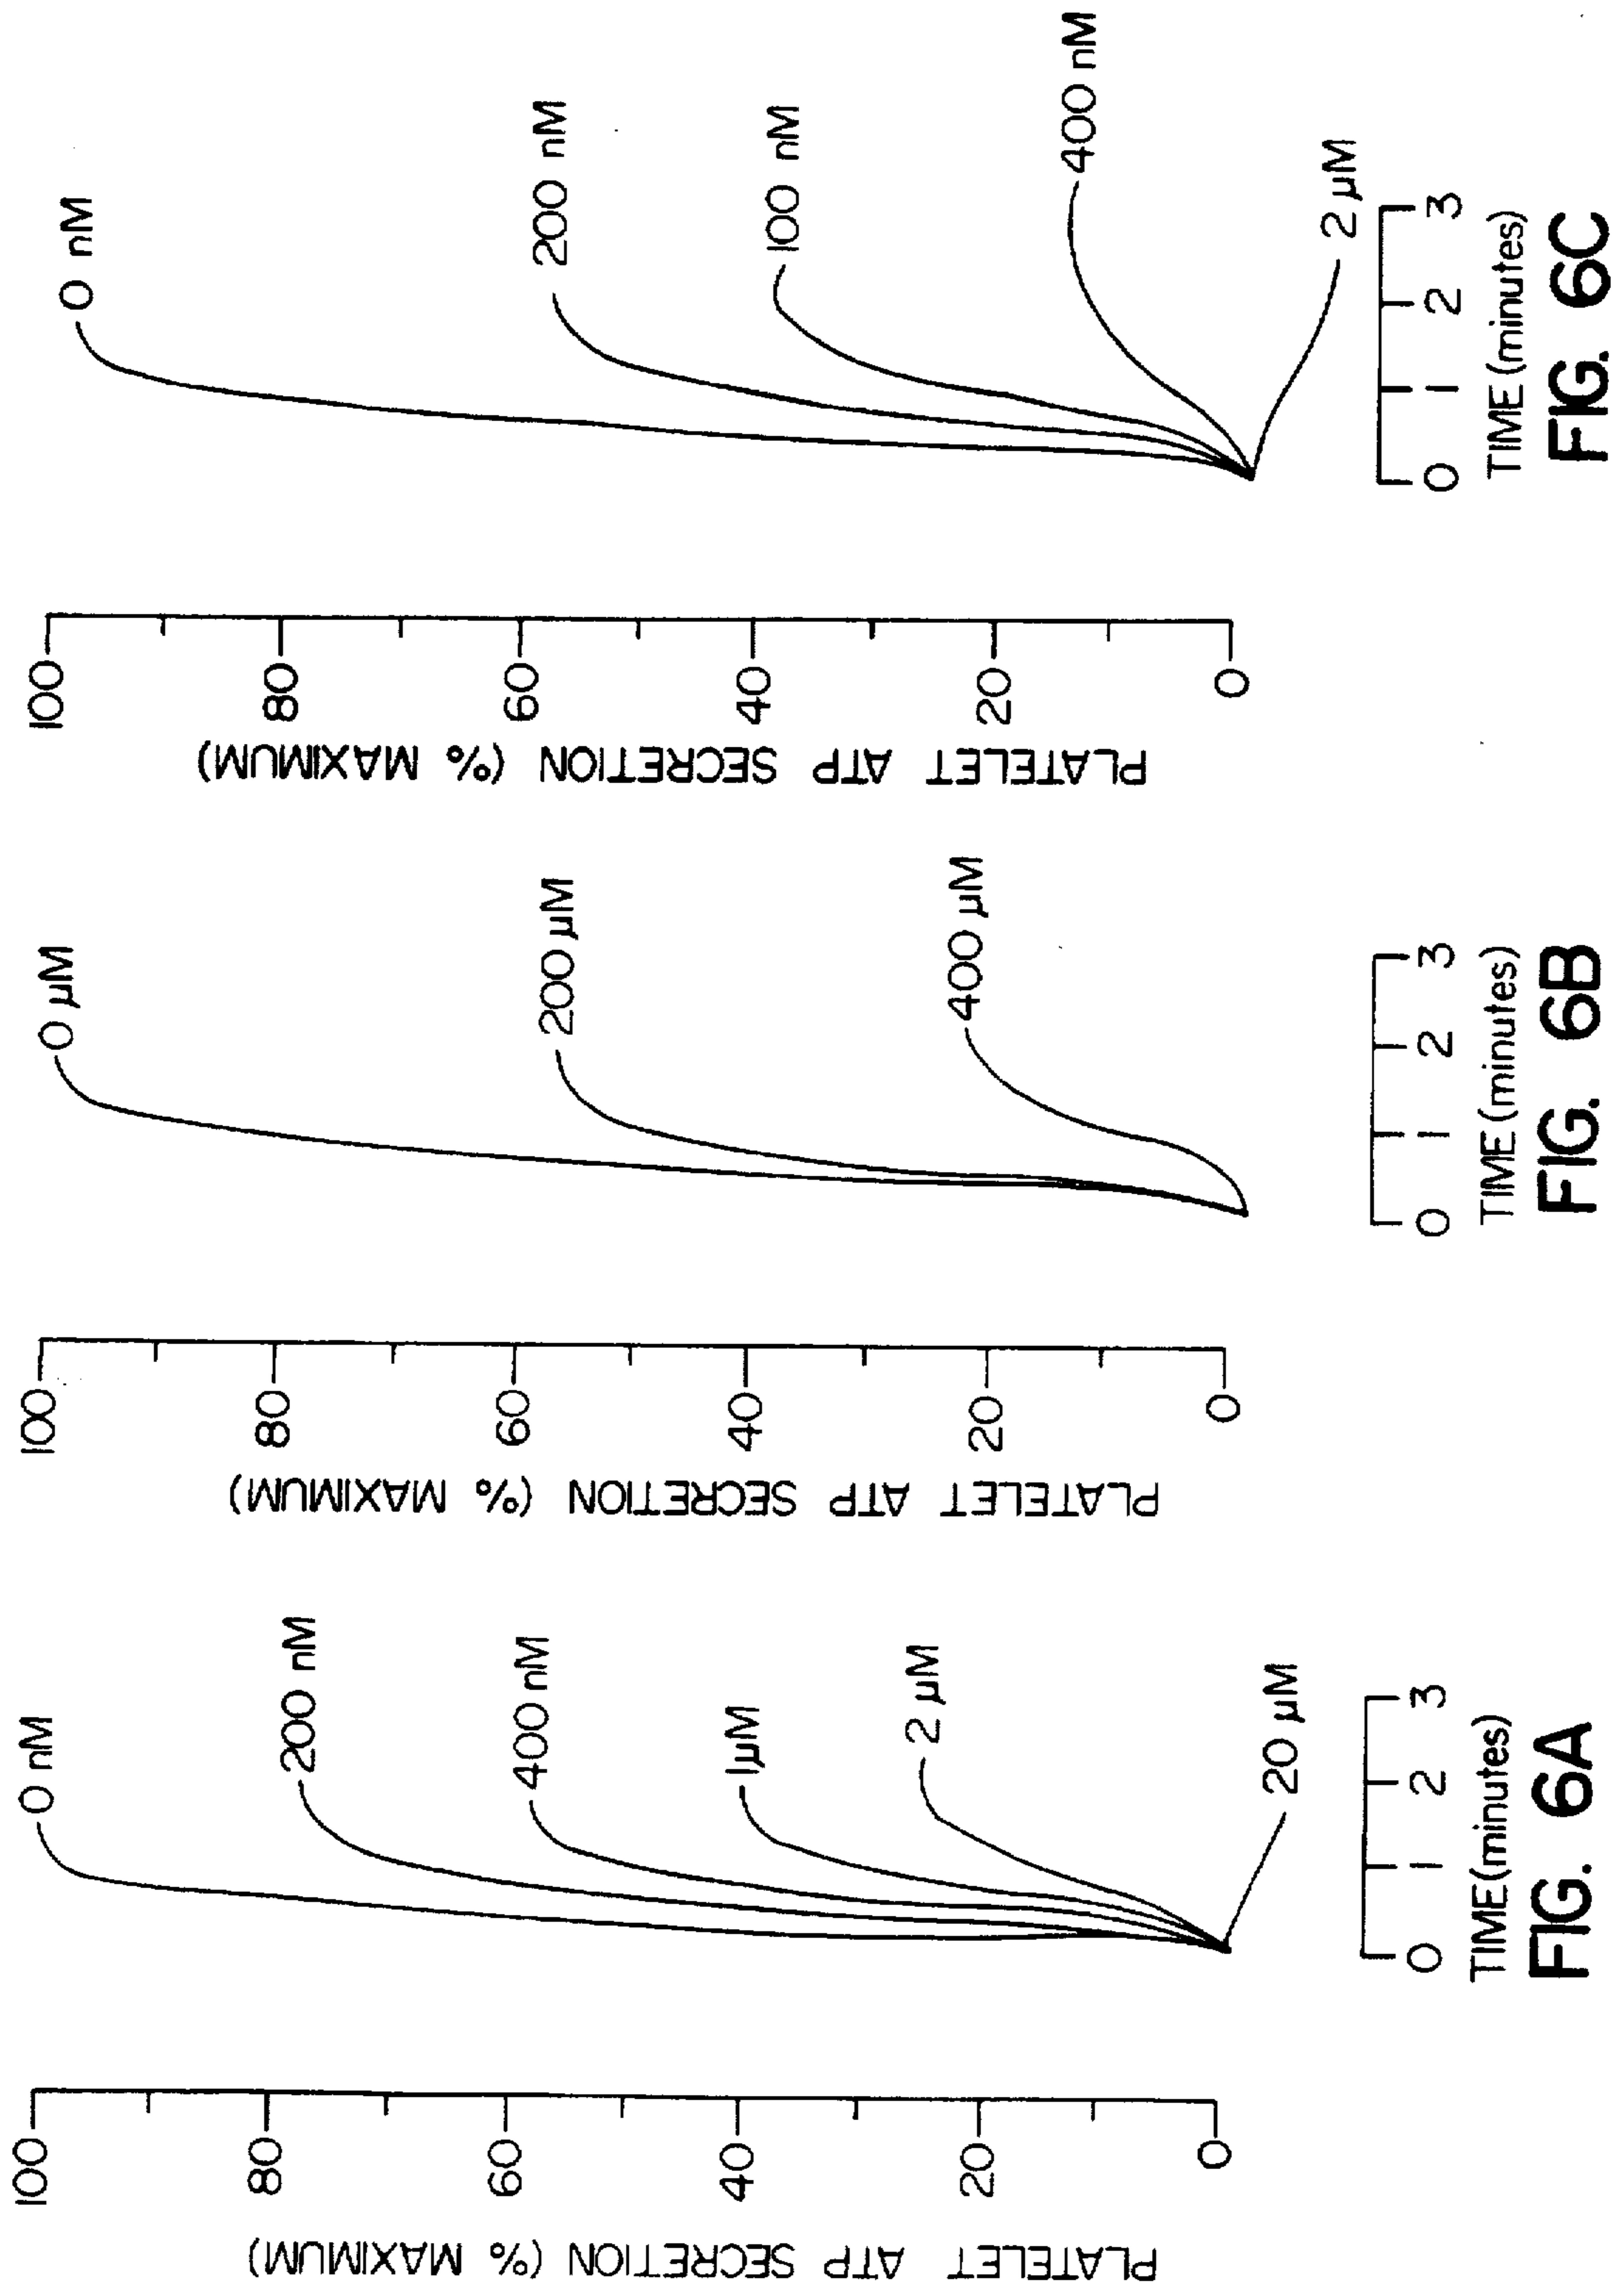 PLATELET ATP SECRETION (% MAXIMUM)
100
80
60
40
20
0
0 nM
200 nM
400 nM
1µM
2 µM
20 µM
0 1 2 3
TIME (minutes)
FIG. 6A
PLATELET ATP SECRETION (% MAXIMUM)
100
80
60
40
20
0
0 µM
200 µM
400 µM
0 1 2 3
TIME (minutes)
FIG. 6B
PLATELET ATP SECRETION (% MAXIMUM)
100
80
60
40
20
0
0 nM
200 nM
100 nM
400 nM
2 µM
0 1 2 3
TIME (minutes)
FIG. 6C